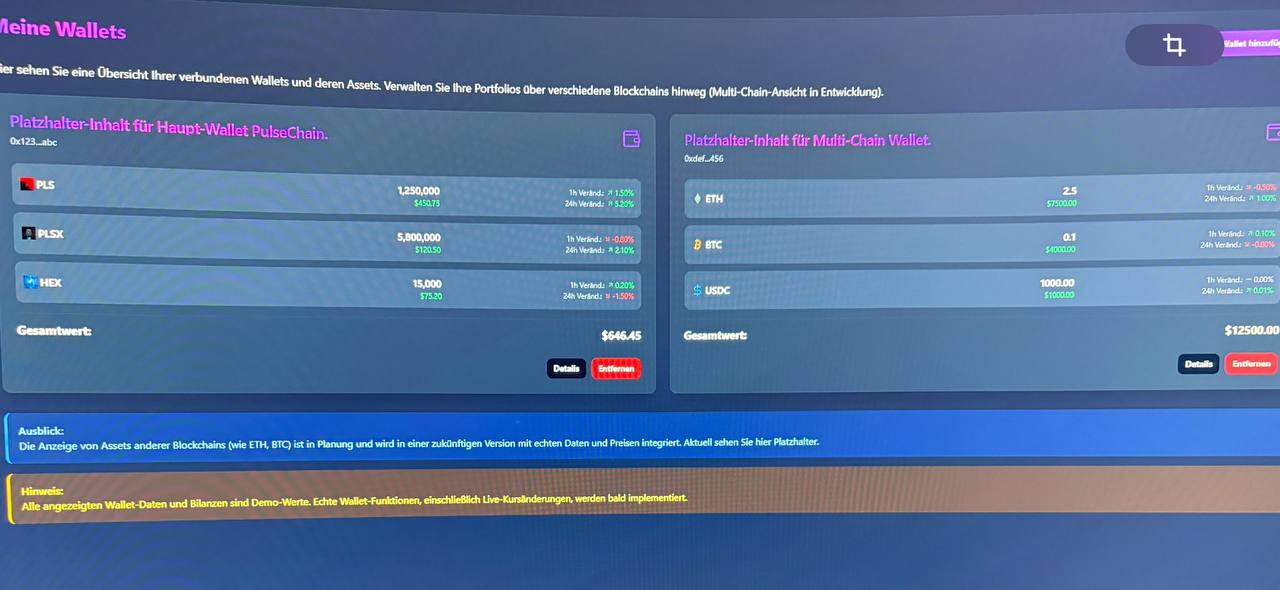 Meine Wallets
Wallet hinzufü
ier sehen Sie eine Übersicht Ihrer verbundenen Wallets und deren Assets. Verwalten Sie Ihre Portfolios über verschiedene Blockchains hinweg (Multi-Chain-Ansicht in Entwicklung).
Platzhalter-Inhalt für Haupt-Wallet PulseChain.
0x123...abc
PLS
1,250,000
$450.75
1h Veränd.: ↗ 1.50%
24h Veränd.: ↗ 5.20%
PLSX
5,800,000
$120.50
1h Veränd.: ↘ -0.80%
24h Veränd.: ↗ 2.10%
HEX
15,000
$75.20
1h Veränd.: ↗ 0.20%
24h Veränd.: ↘ -1.50%
Gesamtwert:
$646.45
Details
Entfernen
Platzhalter-Inhalt für Multi-Chain Wallet.
0xdef...456
ETH
2.5
$7500.00
1h Veränd.: ↘ -0.50%
24h Veränd.: ↗ 1.00%
BTC
0.1
$4000.00
1h Veränd.: ↗ 0.10%
24h Veränd.: ↘ -0.80%
USDC
1000.00
$1000.00
1h Veränd.: — 0.00%
24h Veränd.: ↗ 0.01%
Gesamtwert:
$12500.00
Details
Entfernen
Ausblick:
Die Anzeige von Assets anderer Blockchains (wie ETH, BTC) ist in Planung und wird in einer zukünftigen Version mit echten Daten und Preisen integriert. Aktuell sehen Sie hier Platzhalter.
Hinweis:
Alle angezeigten Wallet-Daten und Bilanzen sind Demo-Werte. Echte Wallet-Funktionen, einschließlich Live-Kursänderungen, werden bald implementiert.